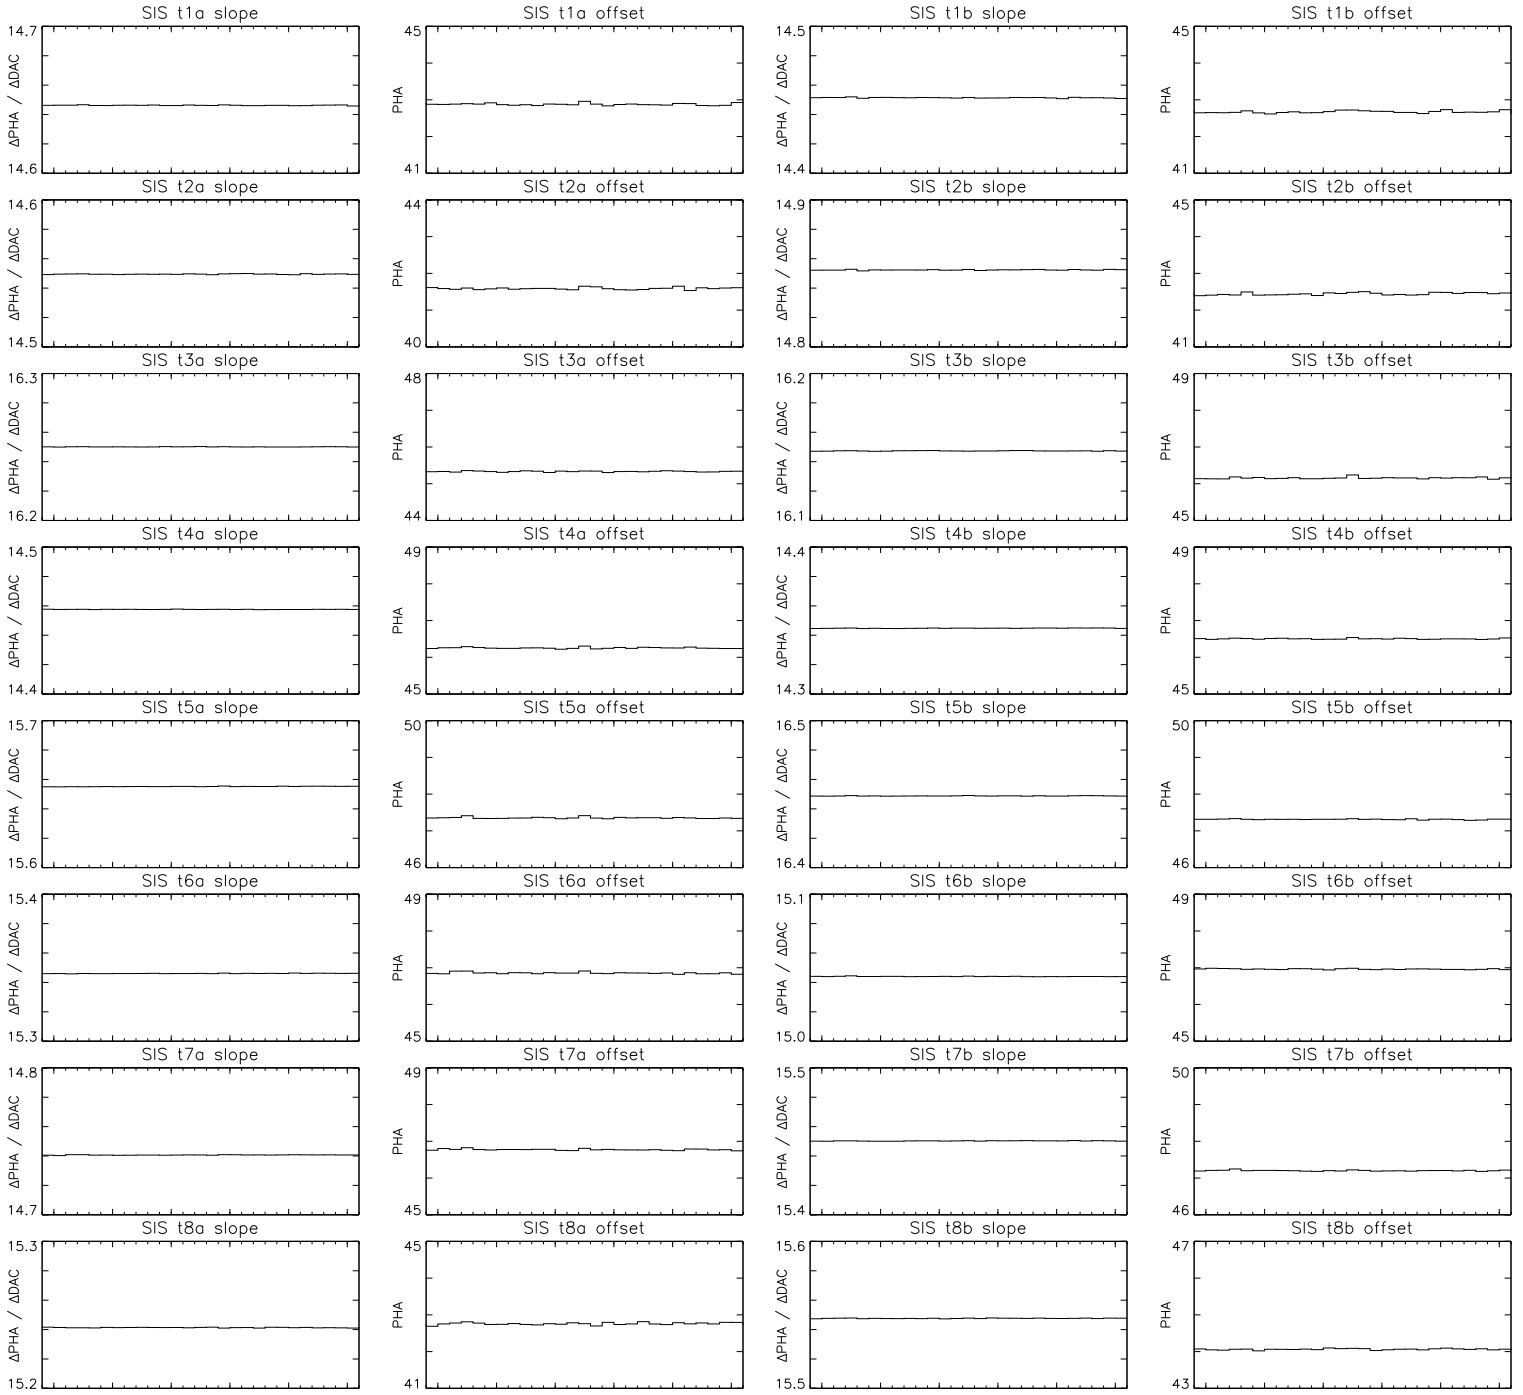 SIS t1a slope
14.7
14.6
ΔPHA / ΔDAC
SIS t1a offset
45
41
PHA
SIS t1b slope
14.5
14.4
ΔPHA / ΔDAC
SIS t1b offset
45
41
PHA
SIS t2a slope
14.6
14.5
ΔPHA / ΔDAC
SIS t2a offset
44
40
PHA
SIS t2b slope
14.9
14.8
ΔPHA / ΔDAC
SIS t2b offset
45
41
PHA
SIS t3a slope
16.3
16.2
ΔPHA / ΔDAC
SIS t3a offset
48
44
PHA
SIS t3b slope
16.2
16.1
ΔPHA / ΔDAC
SIS t3b offset
49
45
PHA
SIS t4a slope
14.5
14.4
ΔPHA / ΔDAC
SIS t4a offset
49
45
PHA
SIS t4b slope
14.4
14.3
ΔPHA / ΔDAC
SIS t4b offset
49
45
PHA
SIS t5a slope
15.7
15.6
ΔPHA / ΔDAC
SIS t5a offset
50
46
PHA
SIS t5b slope
16.5
16.4
ΔPHA / ΔDAC
SIS t5b offset
50
46
PHA
SIS t6a slope
15.4
15.3
ΔPHA / ΔDAC
SIS t6a offset
49
45
PHA
SIS t6b slope
15.1
15.0
ΔPHA / ΔDAC
SIS t6b offset
49
45
PHA
SIS t7a slope
14.8
14.7
ΔPHA / ΔDAC
SIS t7a offset
49
45
PHA
SIS t7b slope
15.5
15.4
ΔPHA / ΔDAC
SIS t7b offset
50
46
PHA
SIS t8a slope
15.3
15.2
ΔPHA / ΔDAC
SIS t8a offset
45
41
PHA
SIS t8b slope
15.6
15.5
ΔPHA / ΔDAC
SIS t8b offset
47
43
PHA